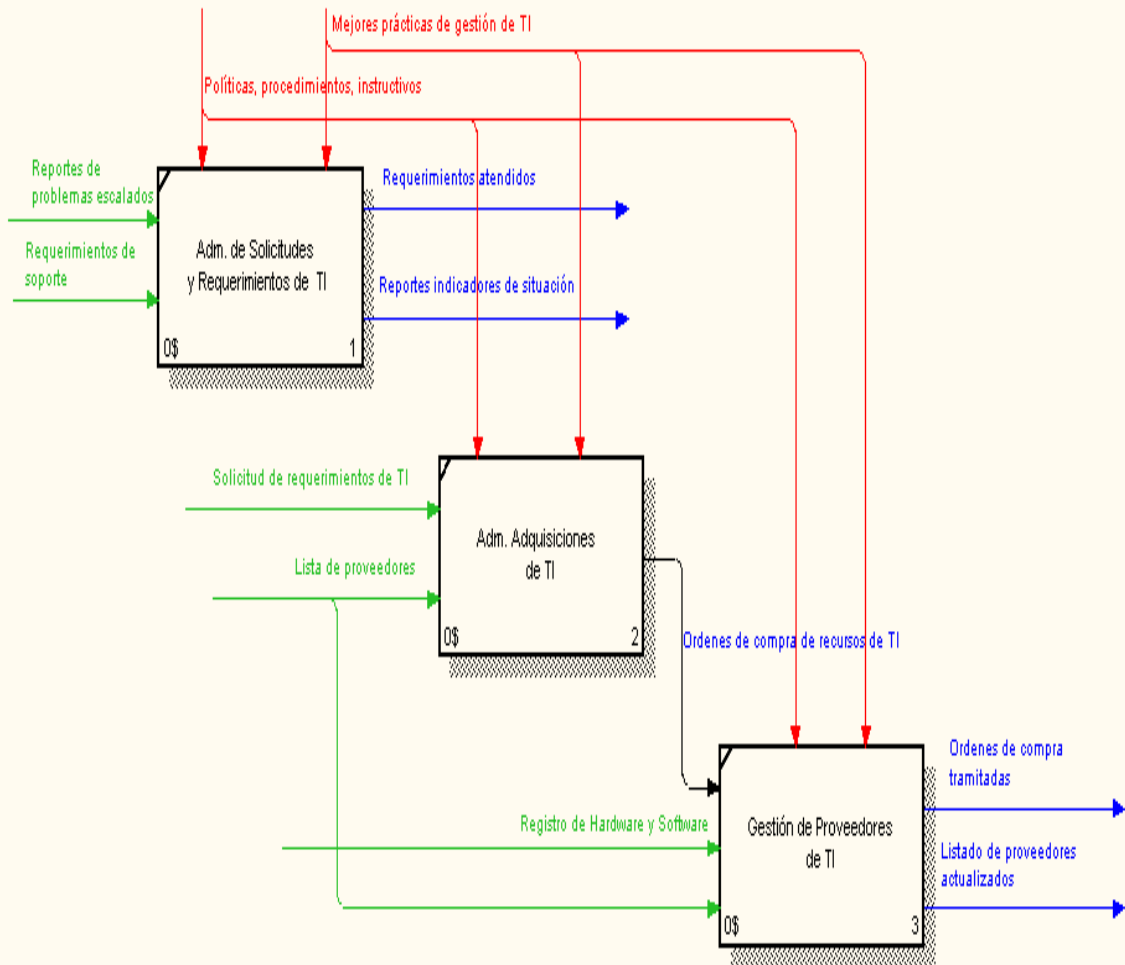 Mejores prácticas de gestión de TI
Políticas, procedimientos, instructivos
Reportes de
problemas escalados
Requerimientos de
soporte
Adm. de Solicitudes
y Requerimientos de TI
0$
1
Requerimientos atendidos
Reportes indicadores de situación
Solicitud de requerimientos de TI
Lista de proveedores
Adm. Adquisiciones
de TI
0$
2
Ordenes de compra de recursos de TI
Registro de Hardware y Software
Gestión de Proveedores
de TI
0$
3
Ordenes de compra
tramitadas
Listado de proveedores
actualizados